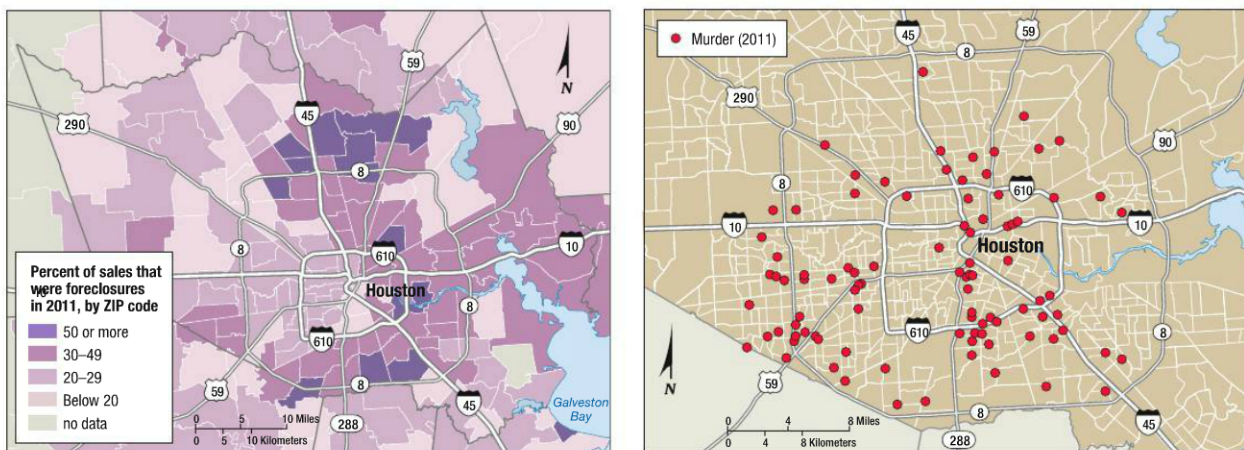 N
59
45
290
90
8
10
8
610
Houston
8
610
8
59
45
288
Galveston
Bay
Percent of sales that
were foreclosures
in 2011, by ZIP code
50 or more
30–49
20–29
Below 20
no data
0 5 10 Miles
0 5 10 Kilometers
Murder (2011)
45
59
8
N
290
90
8
610
10
10
Houston
610
8
N
59
8
288
45
0 4 8 Miles
0 4 8 Kilometers